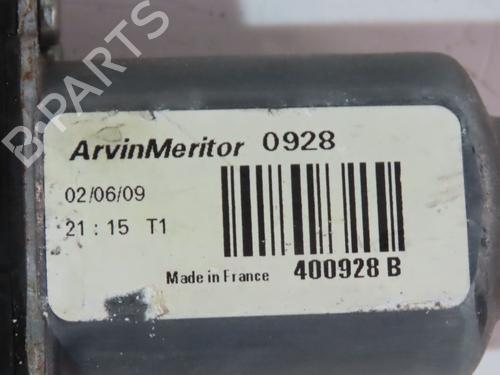 ArvinMeritor 0928
02/06/09
21 : 15 T1
Made in France 400928 B
B-PARTS